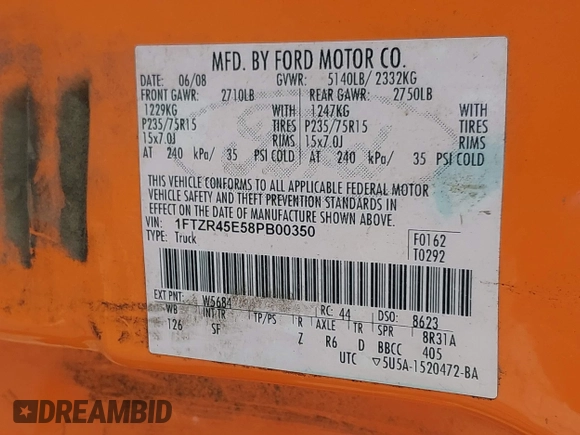 MFD. BY FORD MOTOR CO.
DATE: 06/08 GVWR: 5140LB/ 2332KG
FRONT GAWR: 2710LB REAR GAWR: 2750LB
1229KG WITH 1247KG WITH
P235/75R15 TIRES P235/75R15 TIRES
15x7.0J RIMS 15x7.0J RIMS
AT 240 kPa/ 35 PSI COLD AT 240 kPa/ 35 PSI COLD
THIS VEHICLE CONFORMS TO ALL APPLICABLE FEDERAL MOTOR
VEHICLE SAFETY AND THEFT PREVENTION STANDARDS IN
EFFECT ON THE DATE OF MANUFACTURE SHOWN ABOVE.
VIN: 1FTZR45E58PB00350
TYPE: Truck
F0162
T0292
EXT PNT: W5684 RC: 44 DSO: 8623
WB INT TR TP/PS R AXLE TR SPR 8R31A
126 SF Z R6 D BBCC 405
UTC ▽5U5A-1520472-BA
DREAMBID